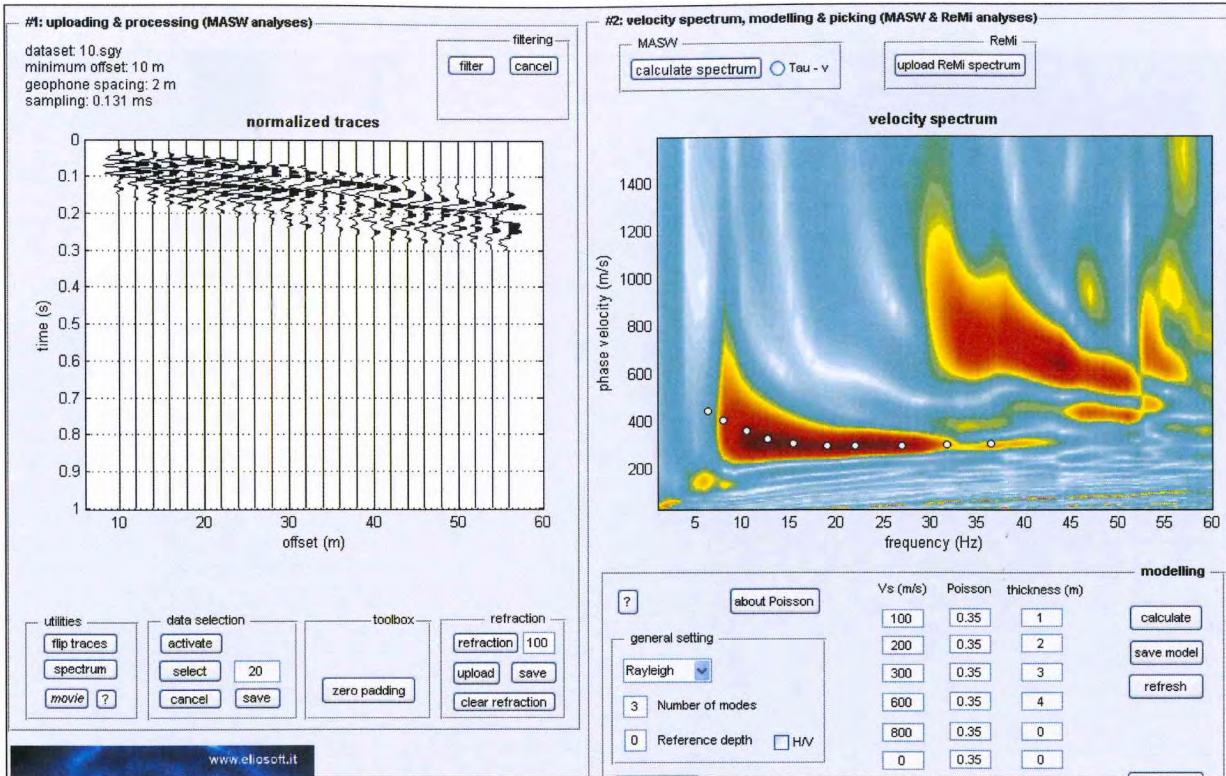 #1: uploading & processing (MASW analyses)
dataset: 10.sgy
minimum offset: 10 m
geophone spacing: 2 m
sampling: 0.131 ms
filtering
filter
cancel
normalized traces
0
0.1
0.2
0.3
0.4
0.5
0.6
0.7
0.8
0.9
1
time (s)
10 20 30 40 50 60
offset (m)
utilities
flip traces
spectrum
movie ?
data selection
activate
select 20
cancel save
toolbox
zero padding
refraction
refraction 100
upload save
clear refraction
www.eliosoft.it
#2: velocity spectrum, modelling & picking (MASW & ReMi analyses)
MASW
calculate spectrum Tau - v
ReMi
upload ReMi spectrum
velocity spectrum
1400
1200
1000
800
600
400
200
phase velocity (m/s)
5 10 15 20 25 30 35 40 45 50 55 60
frequency (Hz)
modelling
? about Poisson
general setting
Rayleigh
3 Number of modes
0 Reference depth H/V
Vs (m/s) Poisson thickness (m)
100 0.35 1
200 0.35 2
300 0.35 3
600 0.35 4
800 0.35 0
0 0.35 0
calculate
save model
refresh